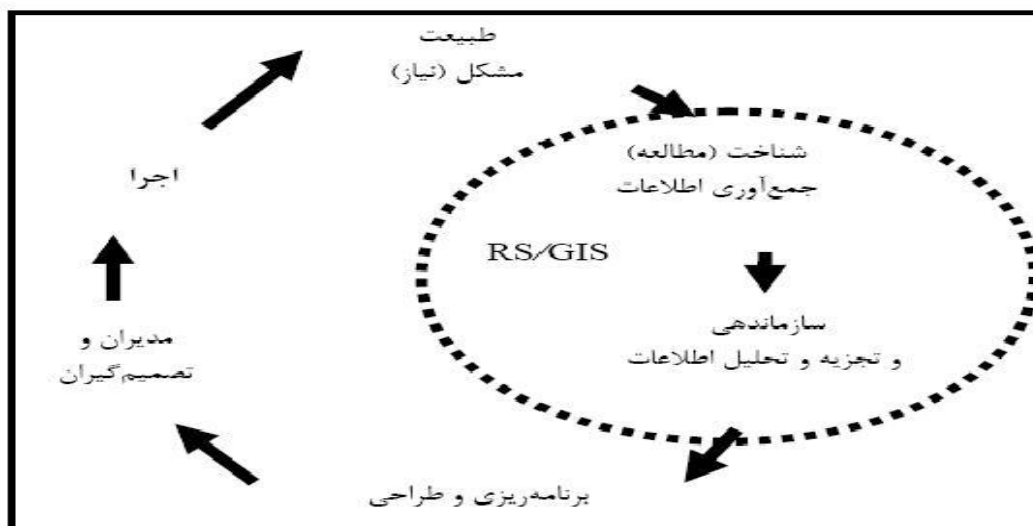 طبیعت
مشکل (نیاز)
شناخت (مطالعه)
جمع‌آوری اطلاعات
RS/GIS
سازماندهی
و تجزیه و تحلیل اطلاعات
برنامه‌ریزی و طراحی
مدیران و
تصمیم‌گیران
اجرا